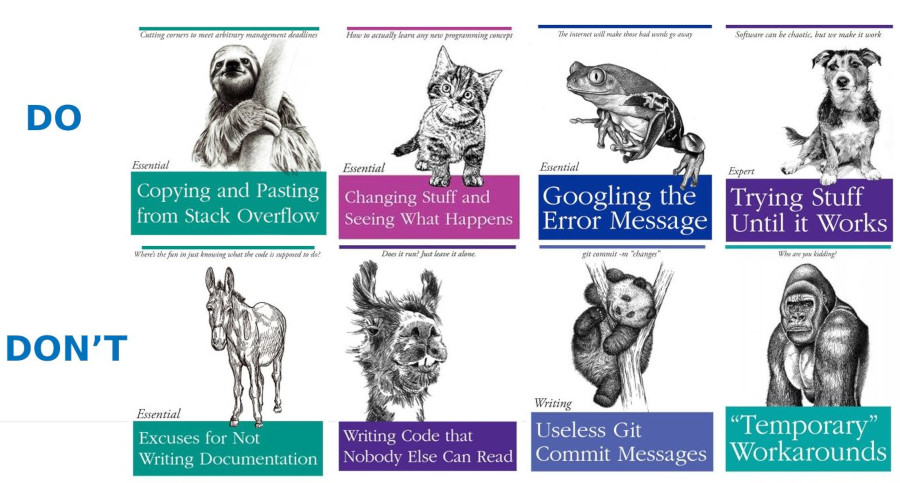 Cutting corners to meet arbitrary management deadlines
How to actually learn any new programming concept
The internet will make those bad words go away
Software can be chaotic, but we make it work
DO
Essential
Copying and Pasting
from Stack Overflow
Essential
Changing Stuff and
Seeing What Happens
Essential
Googling the
Error Message
Expert
Trying Stuff
Until it Works
Where's the fun in just knowing what the code is supposed to do?
Does it run? Just leave it alone.
git commit -m "changes"
Who are you kidding?
DON'T
Essential
Excuses for Not
Writing Documentation
Writing Code that
Nobody Else Can Read
Writing
Useless Git
Commit Messages
“Temporary”
Workarounds